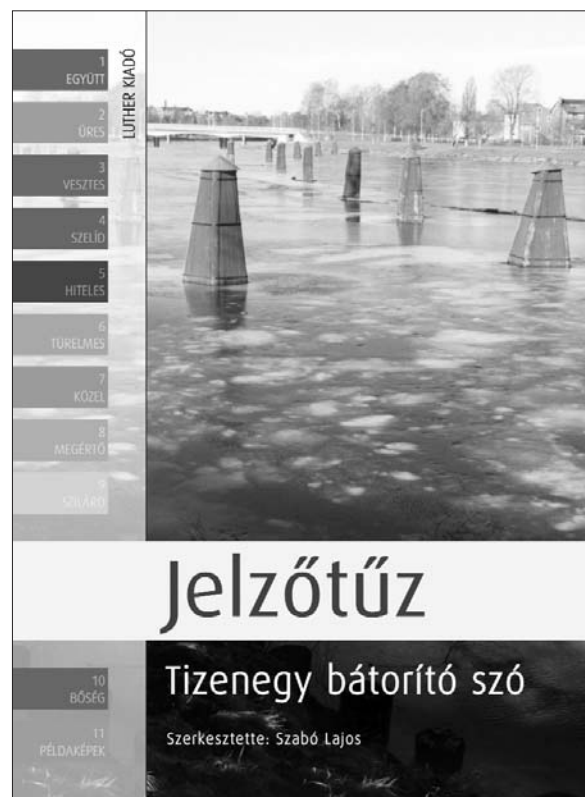 LUTHER KIADÓ
1
EGYÜTT
2
ÜRES
3
VESZTES
4
SZELÍD
5
HITELES
6
TÜRELMES
7
KÖZEL
8
MEGÉRTŐ
9
SZILÁRD
Jelzőtűz
10
BŐSÉG
11
PÉLDAKÉPEK
Tizenegy bátorító szó
Szerkesztette: Szabó Lajos